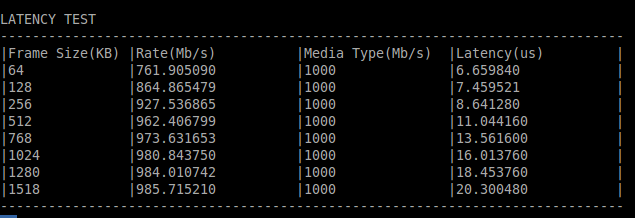 LATENCY TEST
------------------------------------------------------------------------------
|Frame Size(KB) |Rate(Mb/s) |Media Type(Mb/s) |Latency(us) |
|64 |761.905090 |1000 |6.659840
|128 |864.865479 |1000 |7.459521
|256 |927.536865 |1000 |8.641280
|512 |962.406799 |1000 |11.044160 |
|768 |973.631653 |1000 |13.561600 |
|1024 |980.843750 |1000 |16.013760 |
|1280 |984.010742 |1000 |18.453760 |
|1518 |985.715210 |1000 |20.300480 |
------------------------------------------------------------------------------